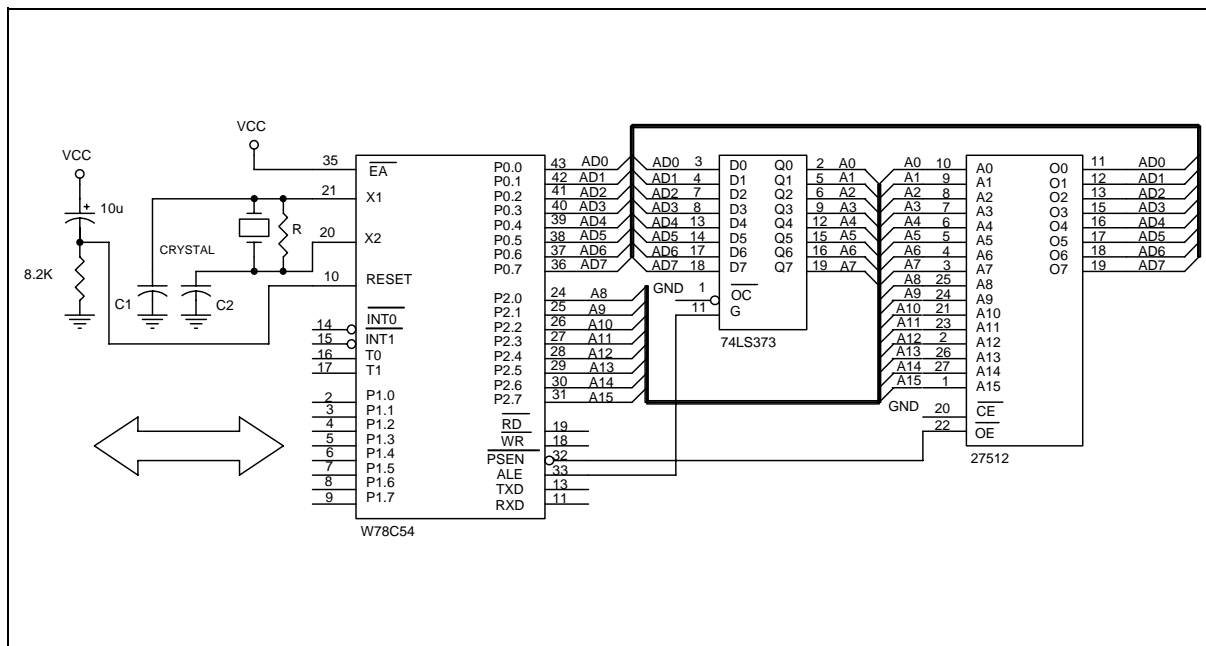 VCC
VCC
10u
8.2K
CRYSTAL
R
C1
C2
35 EA
21 X1
20 X2
10 RESET
14 INT0
15 INT1
16 T0
17 T1
2 P1.0
3 P1.1
4 P1.2
5 P1.3
6 P1.4
7 P1.5
8 P1.6
9 P1.7
P0.0 43 AD0
P0.1 42 AD1
P0.2 41 AD2
P0.3 40 AD3
P0.4 39 AD4
P0.5 38 AD5
P0.6 37 AD6
P0.7 36 AD7
P2.0 24 A8
P2.1 25 A9
P2.2 26 A10
P2.3 27 A11
P2.4 28 A12
P2.5 29 A13
P2.6 30 A14
P2.7 31 A15
RD 19
WR 18
PSEN 32
ALE 33
TXD 13
RXD 11
W78C54
AD0 3 D0 Q0 2 A0
AD1 4 D1 Q1 5 A1
AD2 7 D2 Q2 6 A2
AD3 8 D3 Q3 9 A3
AD4 13 D4 Q4 12 A4
AD5 14 D5 Q5 15 A5
AD6 17 D6 Q6 16 A6
AD7 18 D7 Q7 19 A7
GND 1 OC
11 G
74LS373
A0 10 A0 O0 11 AD0
A1 9 A1 O1 12 AD1
A2 8 A2 O2 13 AD2
A3 7 A3 O3 15 AD3
A4 6 A4 O4 16 AD4
A5 5 A5 O5 17 AD5
A6 4 A6 O6 18 AD6
A7 3 A7 O7 19 AD7
A8 25 A8
A9 24 A9
A10 21 A10
A11 23 A11
A12 2 A12
A13 26 A13
A14 27 A14
A15 1 A15
GND 20 CE
22 OE
27512